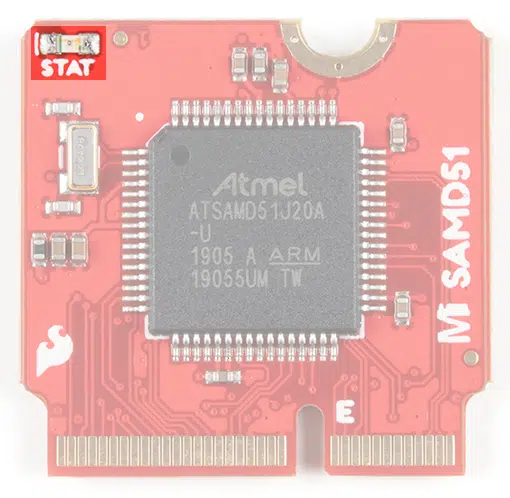 STAT
Atmel
ATSAMD51J20A
-U
1905 A ARM
19055UM TW
M SAMD51
E